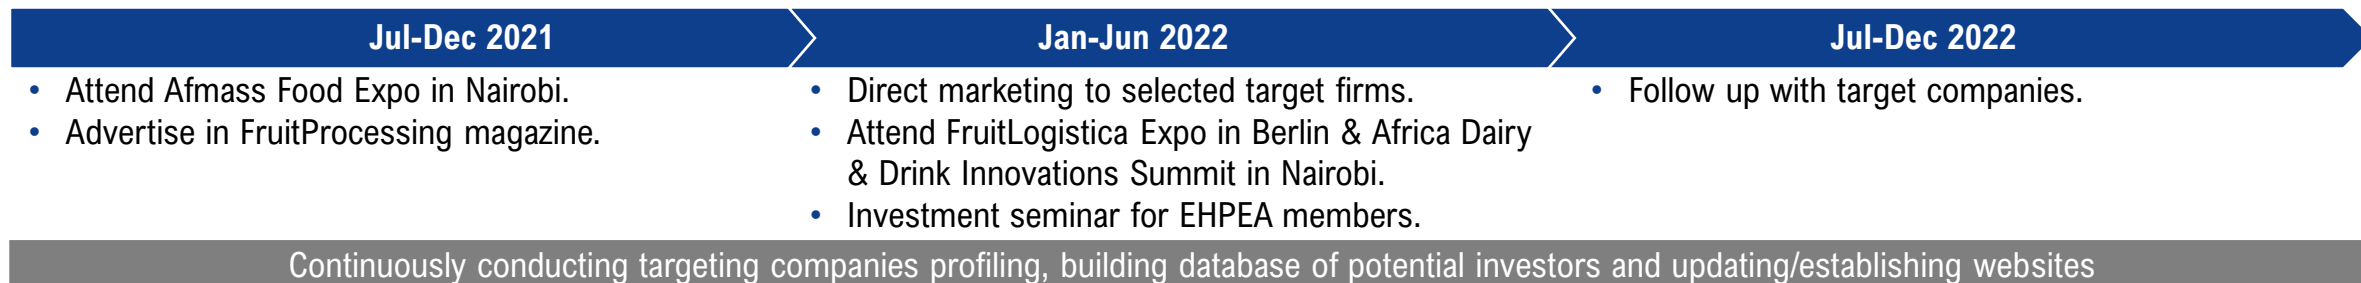 Jul-Dec 2021
Jan-Jun 2022
Jul-Dec 2022
• Attend Afmass Food Expo in Nairobi.
• Advertise in FruitProcessing magazine.
• Direct marketing to selected target firms.
• Attend FruitLogistica Expo in Berlin & Africa Dairy
& Drink Innovations Summit in Nairobi.
• Investment seminar for EHPEA members.
• Follow up with target companies.
Continuously conducting targeting companies profiling, building database of potential investors and updating/establishing websites